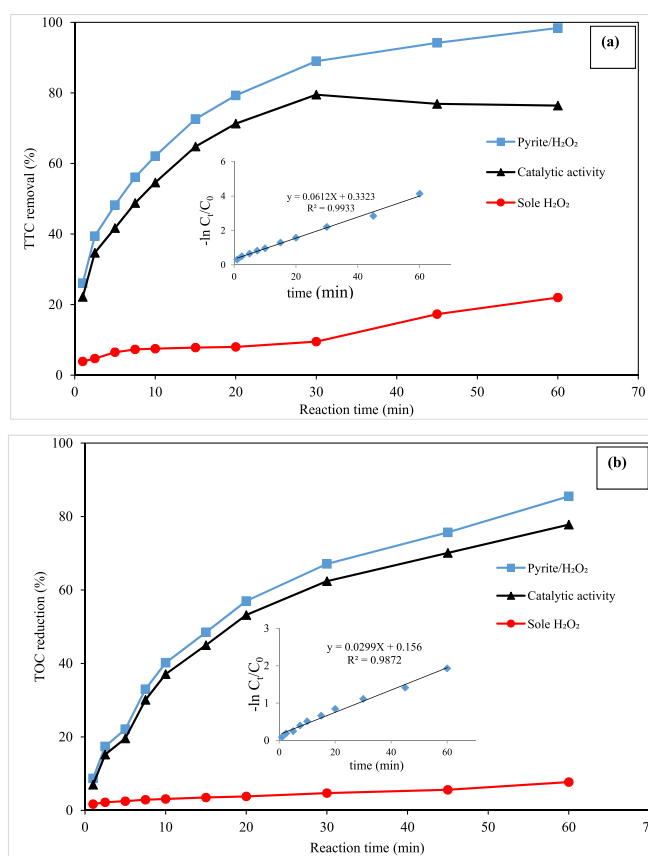 100
(a)
80
60
40
20
0
TTC removal (%)
Pyrite/H₂O₂
Catalytic activity
Sole H₂O₂
6
4
2
0
-ln Cₜ/C₀
y = 0.0612X + 0.3323
R² = 0.9933
0 20 40 60
time (min)
0 10 20 30 40 50 60 70
Reaction time (min)
100
(b)
80
60
40
20
0
TOC reduction (%)
Pyrite/H₂O₂
Catalytic activity
Sole H₂O₂
3
2
1
0
-ln Cₜ/C₀
y = 0.0299X + 0.156
R² = 0.9872
0 20 40 60
time (min)
0 10 20 30 40 50 60 70
Reaction time (min)